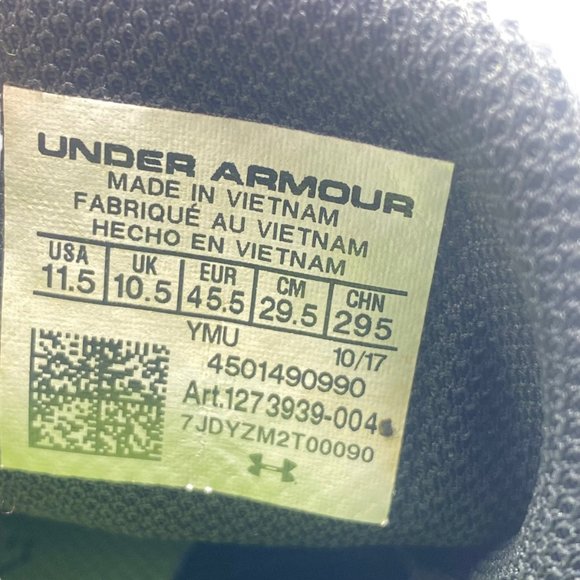 UNDER ARMOUR
MADE IN VIETNAM
FABRIQUÉ AU VIETNAM
HECHO EN VIETNAM
USA UK EUR CM CHN
11.5 10.5 45.5 29.5 295
YMU 10/17
4501490990
Art.1273939-004
7JDYZM2T00090